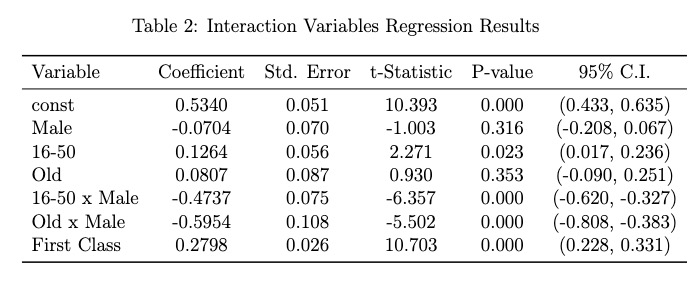 Table 2: Interaction Variables Regression Results
Variable Coefficient Std. Error t-Statistic P-value 95% C.I.
const 0.5340 0.051 10.393 0.000 (0.433, 0.635)
Male -0.0704 0.070 -1.003 0.316 (-0.208, 0.067)
16-50 0.1264 0.056 2.271 0.023 (0.017, 0.236)
Old 0.0807 0.087 0.930 0.353 (-0.090, 0.251)
16-50 x Male -0.4737 0.075 -6.357 0.000 (-0.620, -0.327)
Old x Male -0.5954 0.108 -5.502 0.000 (-0.808, -0.383)
First Class 0.2798 0.026 10.703 0.000 (0.228, 0.331)